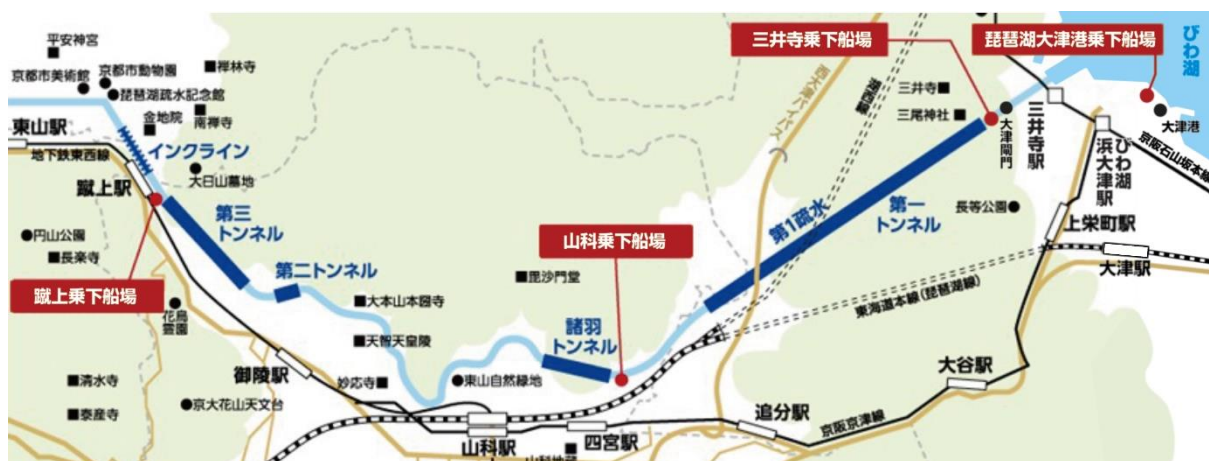 平安神宮
京都市美術館
京都市動物園
琵琶湖疏水記念館
禅林寺
金地院
南禅寺
東山駅
地下鉄東西線
インクライン
蹴上駅
大日山墓地
円山公園
長楽寺
蹴上乗下船場
第三
トンネル
第二トンネル
花鳥
霊園
清水寺
泰産寺
京大花山天文台
御陵駅
大本山本圀寺
天智天皇陵
妙応寺
東山自然緑地
毘沙門堂
諸羽
トンネル
山科乗下船場
山科駅
四宮駅
追分駅
京阪京津線
大谷駅
東海道本線(琵琶湖線)
第1疏水
第一
トンネル
西大津バイパス
湖西線
三井寺乗下船場
三井寺
三尾神社
大津閘門
三井寺駅
長等公園
琵琶湖大津港乗下船場
びわ湖
大津港
京阪石山坂本線
びわ湖
浜大津駅
上栄町駅
大津駅